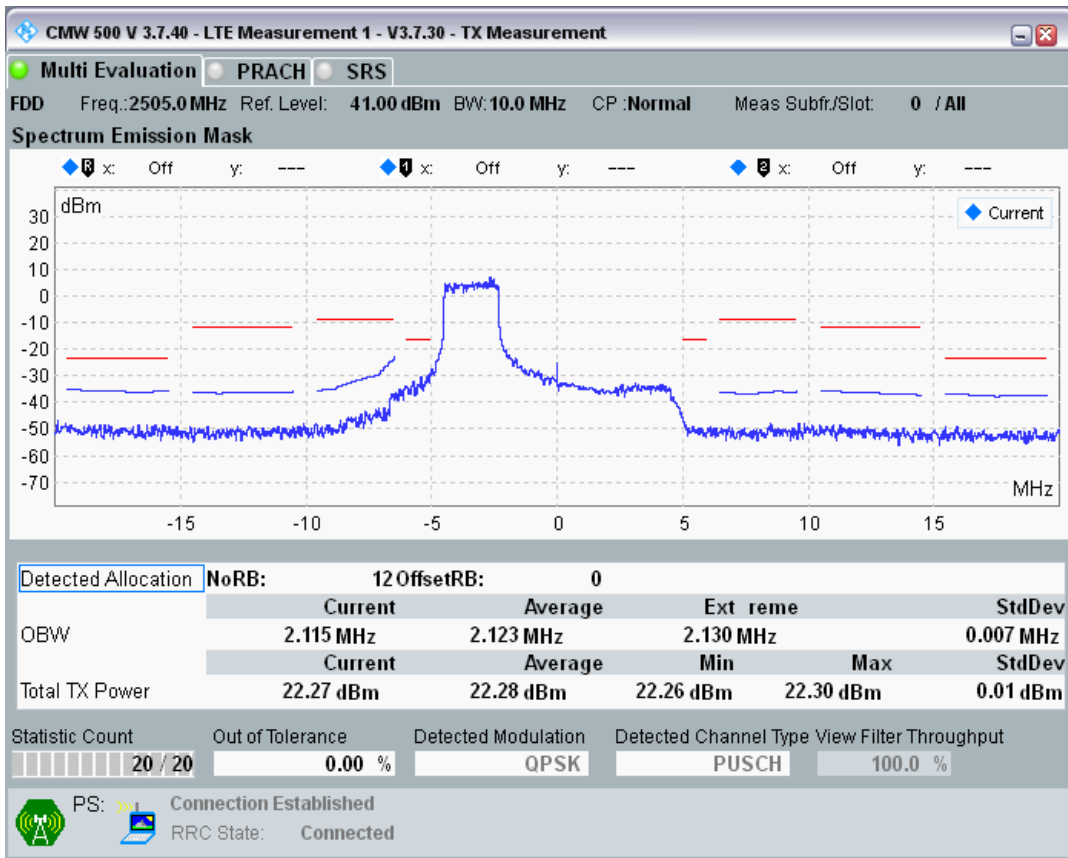 CMW 500 V 3.7.40 - LTE Measurement 1 - V3.7.30 - TX Measurement
Multi Evaluation PRACH SRS
FDD Freq.:2505.0 MHz Ref. Level: 41.00 dBm BW:10.0 MHz CP :Normal Meas Subfr./Slot: 0 / All
Spectrum Emission Mask
R x: Off y: --- 1 x: Off y: --- 2 x: Off y: ---
dBm
Current
30
20
10
0
-10
-20
-30
-40
-50
-60
-70
MHz
-15 -10 -5 0 5 10 15
Detected Allocation NoRB: 12 OffsetRB: 0
Current Average Ext reme StdDev
OBW 2.115 MHz 2.123 MHz 2.130 MHz 0.007 MHz
Current Average Min Max StdDev
Total TX Power 22.27 dBm 22.28 dBm 22.26 dBm 22.30 dBm 0.01 dBm
Statistic Count Out of Tolerance Detected Modulation Detected Channel Type View Filter Throughput
20 / 20 0.00 % QPSK PUSCH 100.0 %
PS: Connection Established
RRC State: Connected